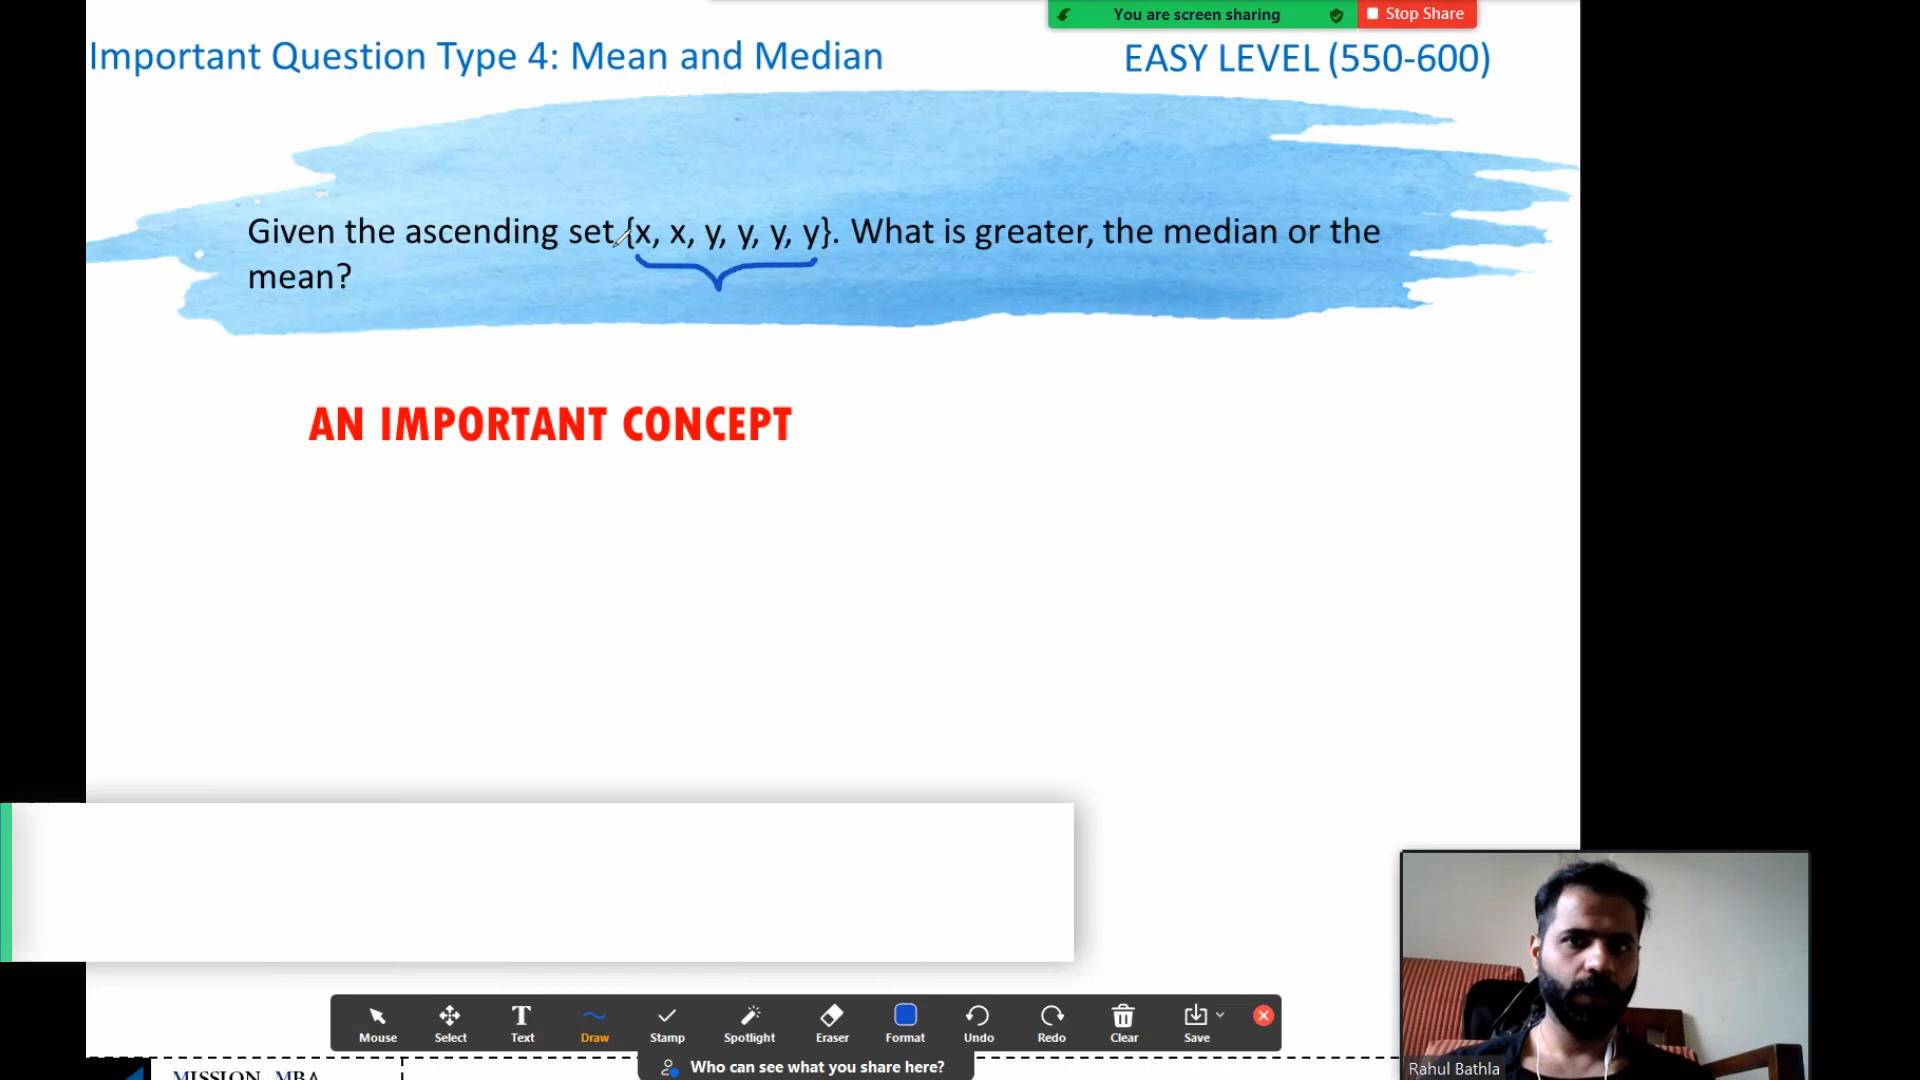 You are screen sharing
Stop Share
Important Question Type 4: Mean and Median
EASY LEVEL (550-600)
Given the ascending set {x, x, y, y, y, y}. What is greater, the median or the
mean?
AN IMPORTANT CONCEPT
Mouse
Select
Text
Draw
Stamp
Spotlight
Eraser
Format
Undo
Redo
Clear
Save
Who can see what you share here?
MISSION MBA
Rahul Bathla